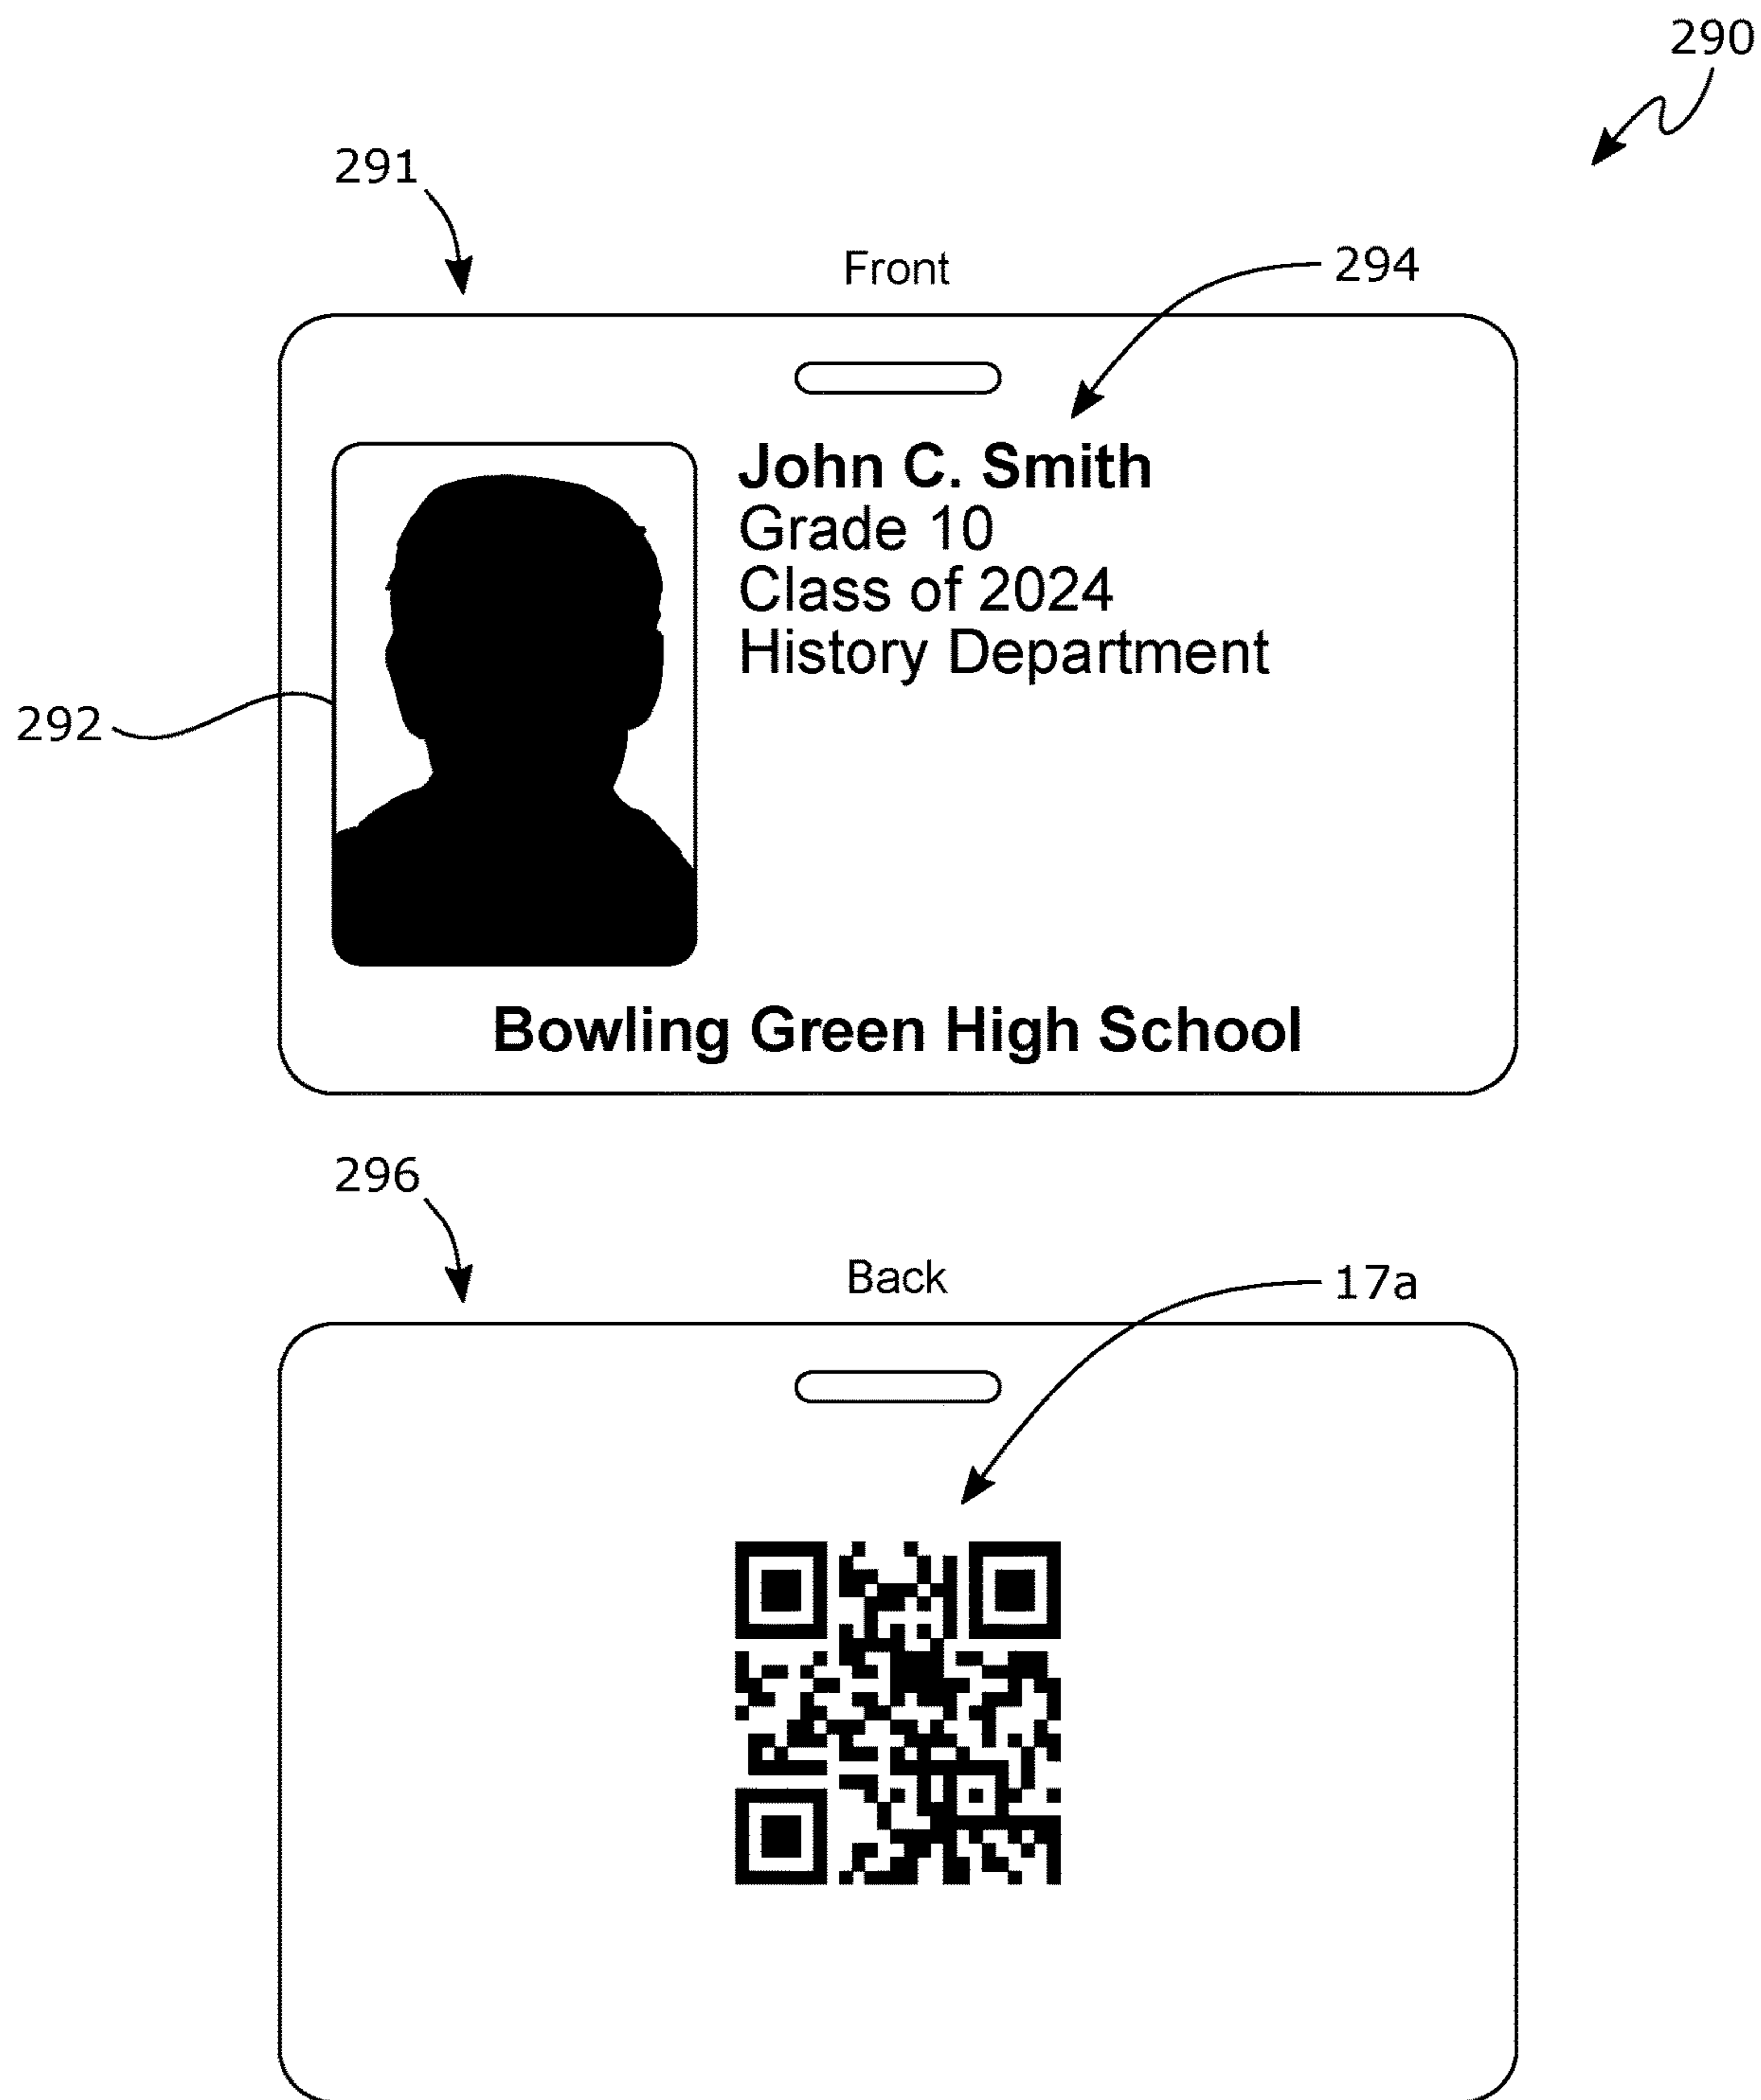 290
291
Front
294
John C. Smith
Grade 10
Class of 2024
History Department
292
Bowling Green High School
296
Back
17a